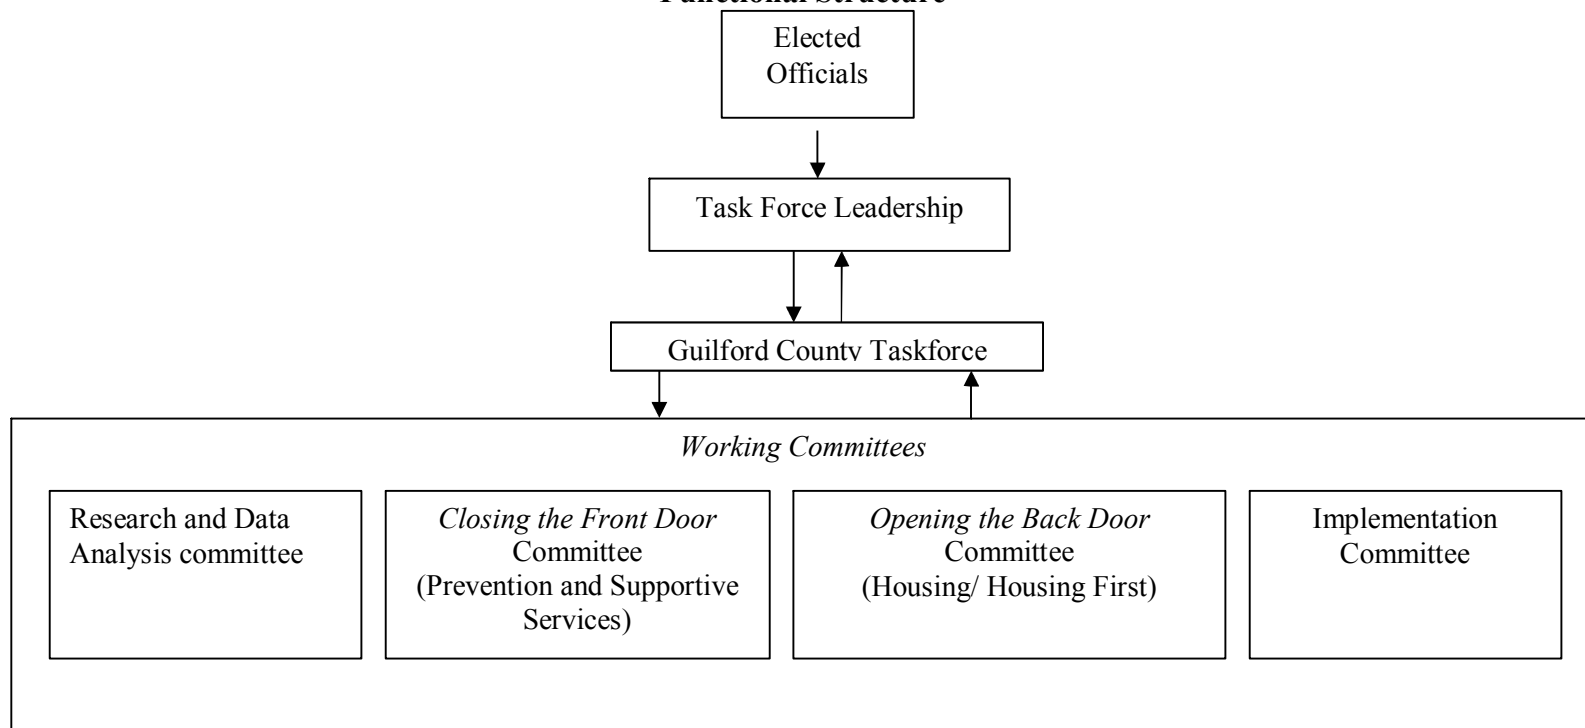 Functional Structure
Elected
Officials
Task Force Leadership
Guilford County Taskforce
Working Committees
Research and Data
Analysis committee
Closing the Front Door
Committee
(Prevention and Supportive
Services)
Opening the Back Door
Committee
(Housing/ Housing First)
Implementation
Committee